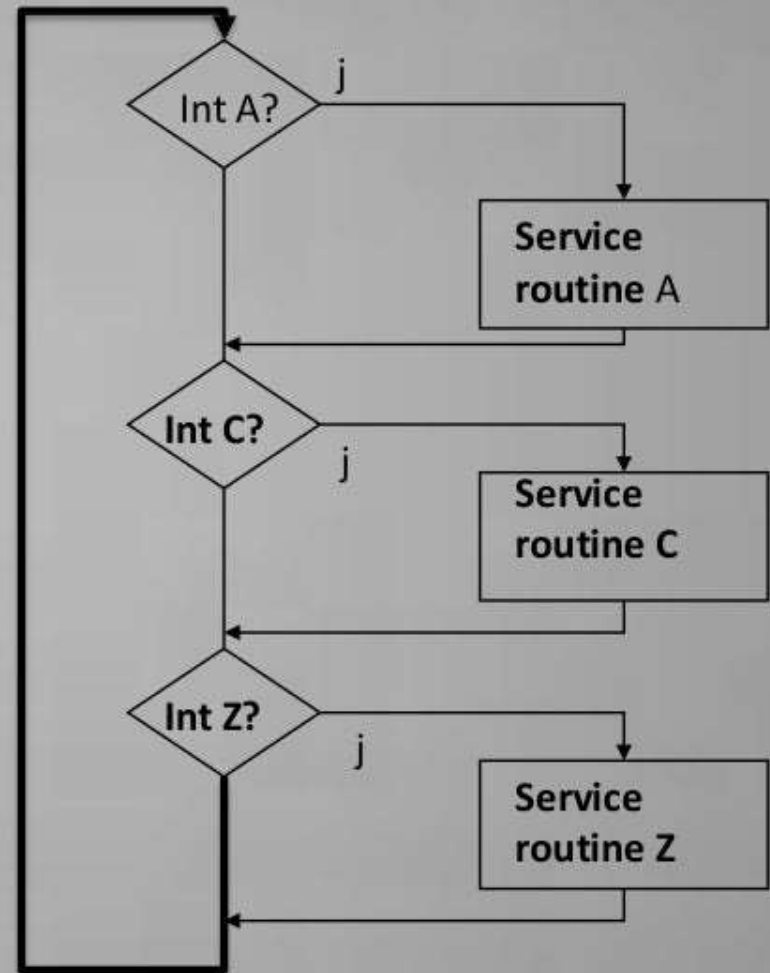 j
Int A?
Service
routine A
Int C?
j
Service
routine C
Int Z?
j
Service
routine Z